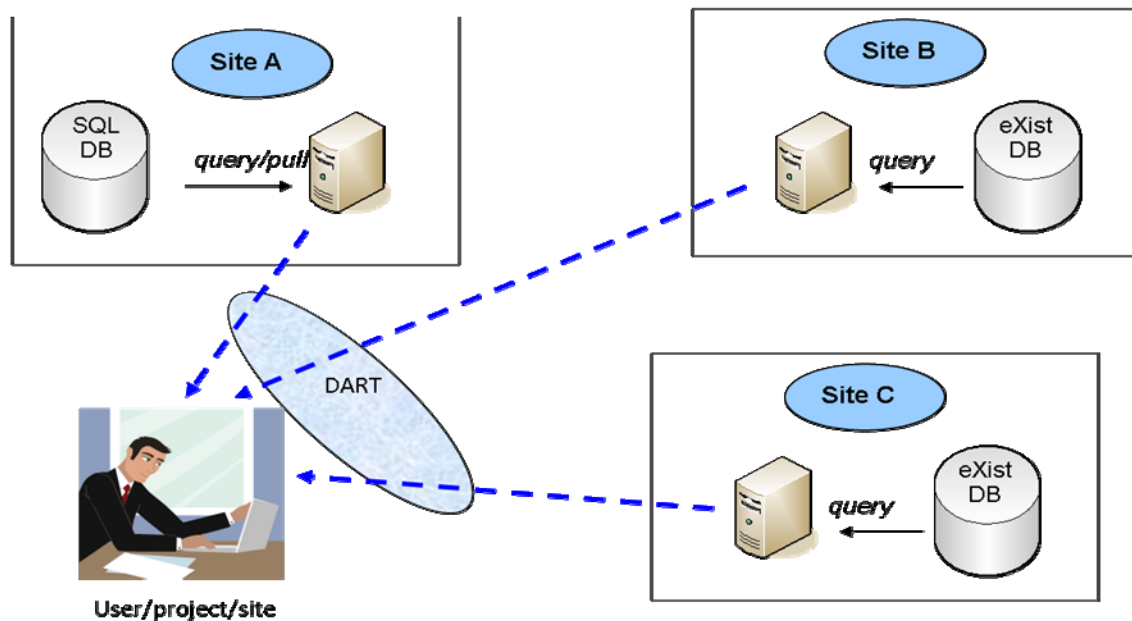 Site A
SQL
DB
query/pull
Site B
eXist
DB
query
DART
Site C
eXist
DB
query
User/project/site